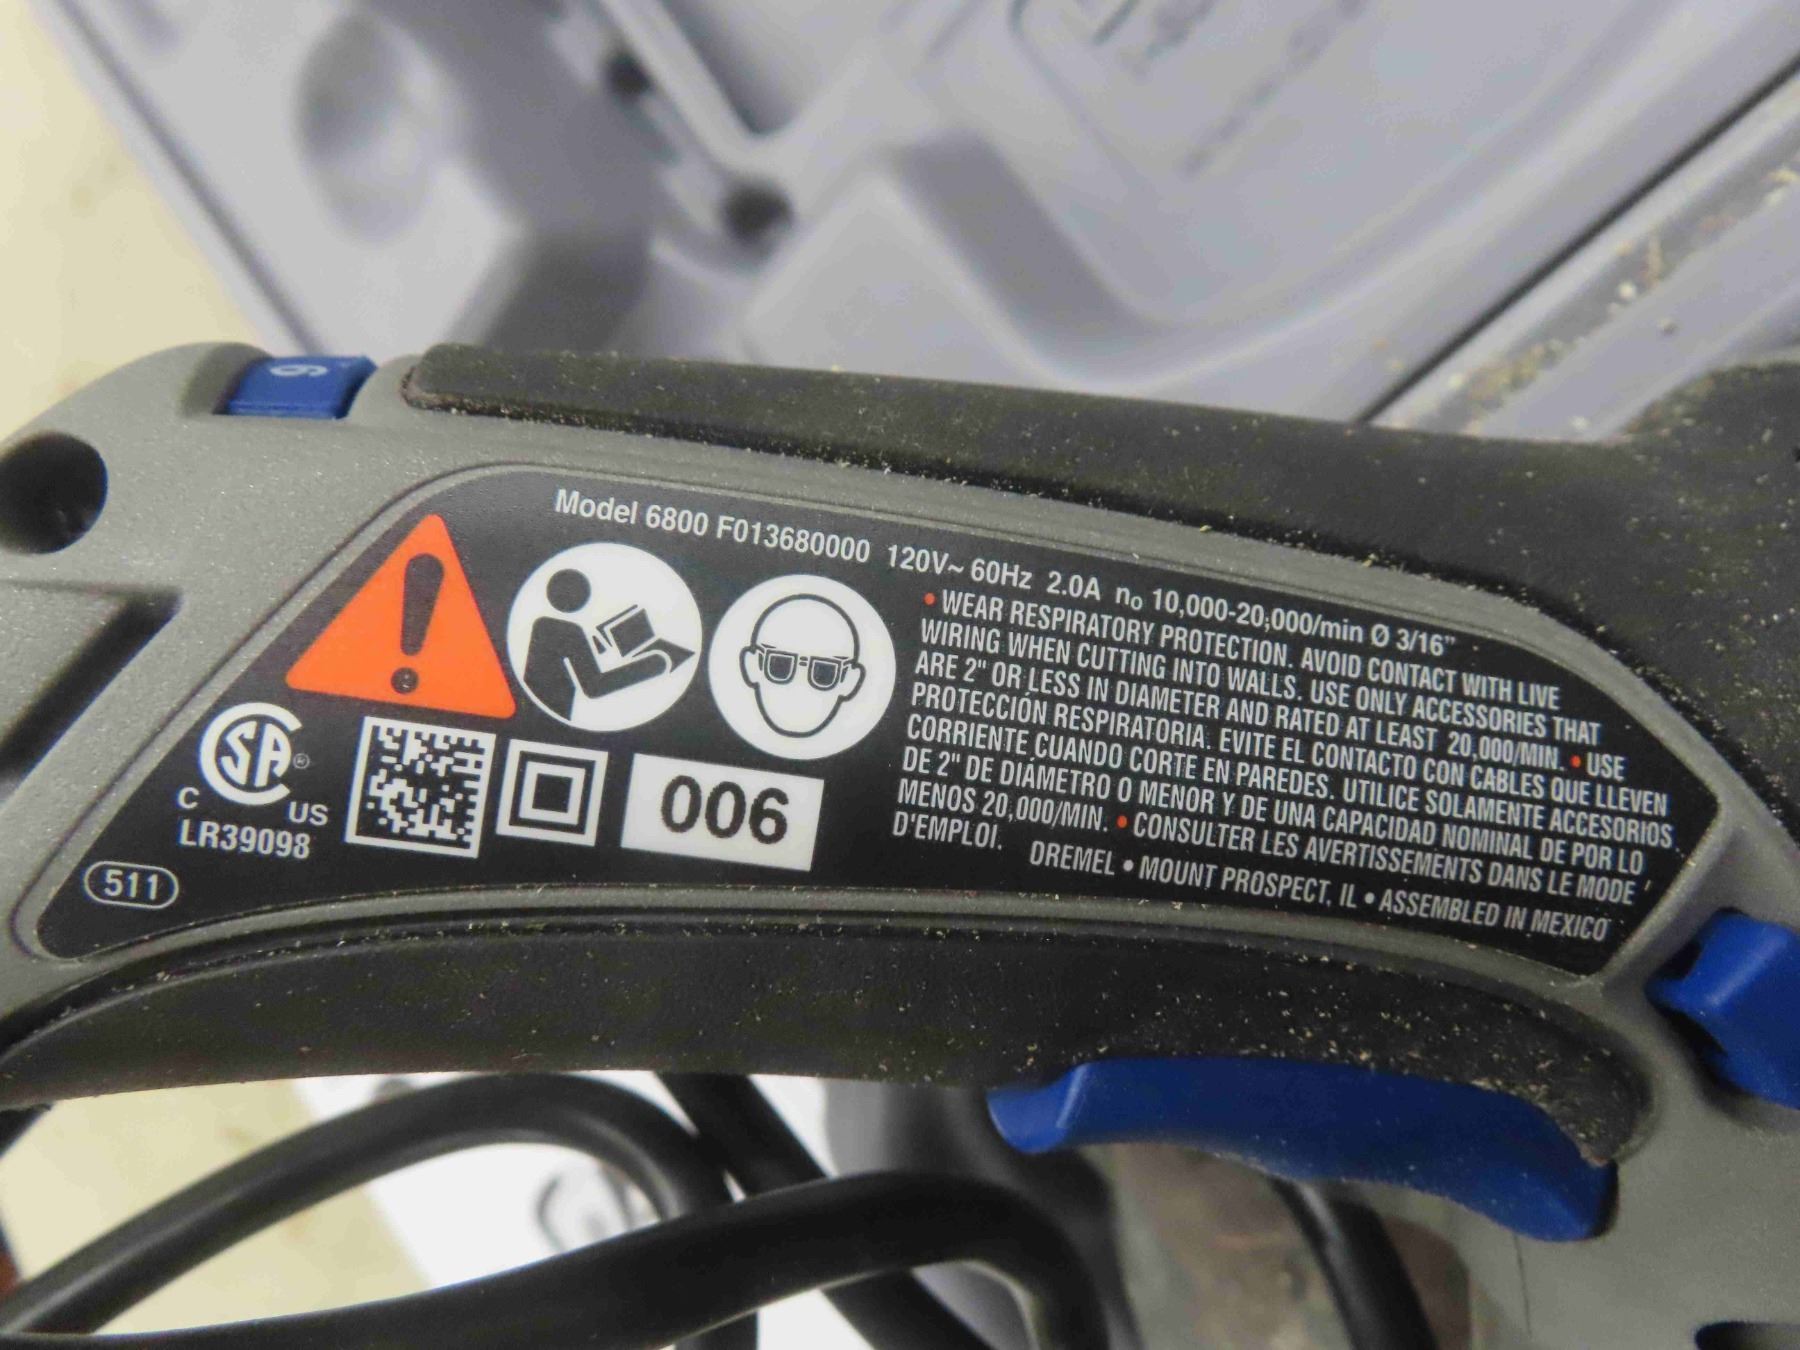 6
Model 6800 F013680000 120V~ 60Hz 2.0A no 10,000-20,000/min Ø 3/16"
• WEAR RESPIRATORY PROTECTION. AVOID CONTACT WITH LIVE
WIRING WHEN CUTTING INTO WALLS. USE ONLY ACCESSORIES THAT
ARE 2" OR LESS IN DIAMETER AND RATED AT LEAST 20,000/MIN. • USE
PROTECCIÓN RESPIRATORIA. EVITE EL CONTACTO CON CABLES QUE LLEVEN
CORRIENTE CUANDO CORTE EN PAREDES. UTILICE SOLAMENTE ACCESORIOS
DE 2" DE DIÁMETRO O MENOR Y DE UNA CAPACIDAD NOMINAL DE POR LO
MENOS 20,000/MIN. • CONSULTER LES AVERTISSEMENTS DANS LE MODE
D'EMPLOI.
DREMEL • MOUNT PROSPECT, IL • ASSEMBLED IN MEXICO
SA ®
C US
LR39098
006
511